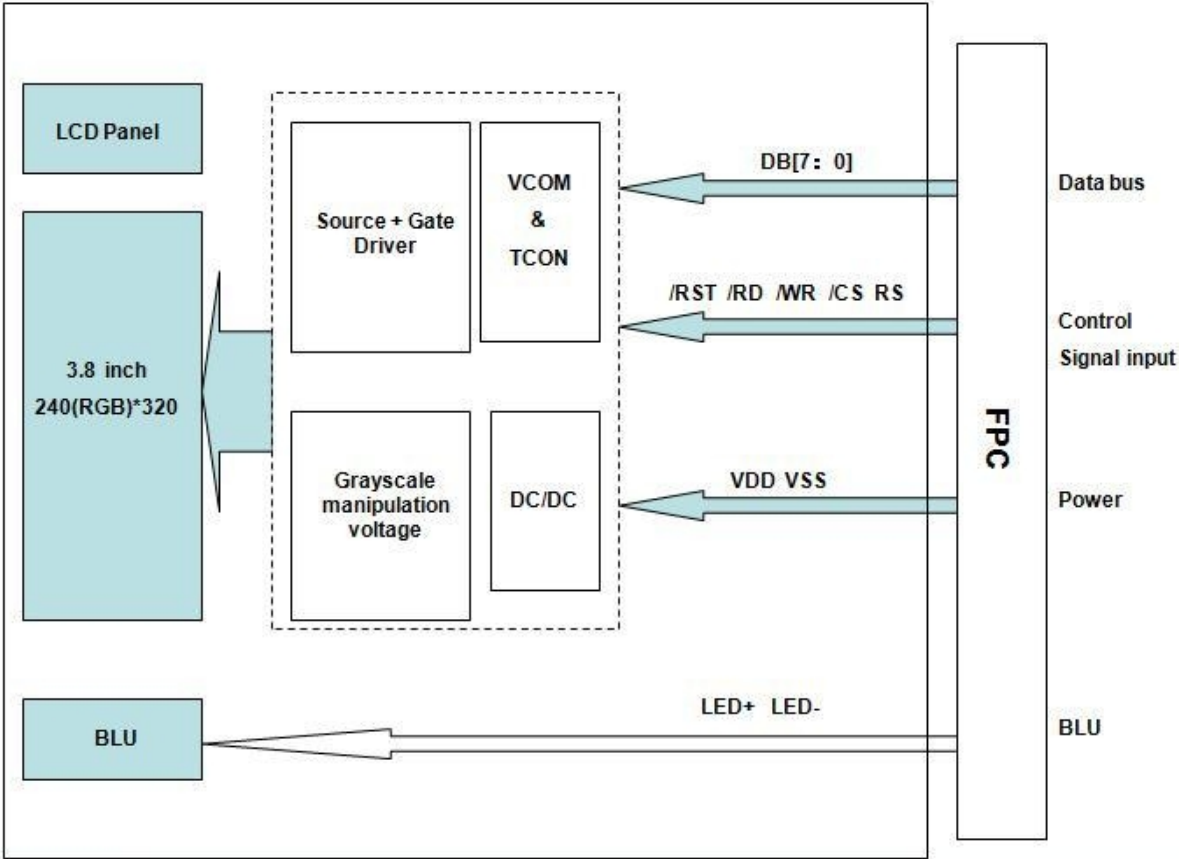 LCD Panel
3.8 inch
240(RGB)*320
BLU
Source + Gate
Driver
VCOM
&
TCON
Grayscale
manipulation
voltage
DC/DC
DB[7：0]
/RST /RD /WR /CS RS
VDD VSS
LED+ LED-
FPC
Data bus
Control
Signal input
Power
BLU